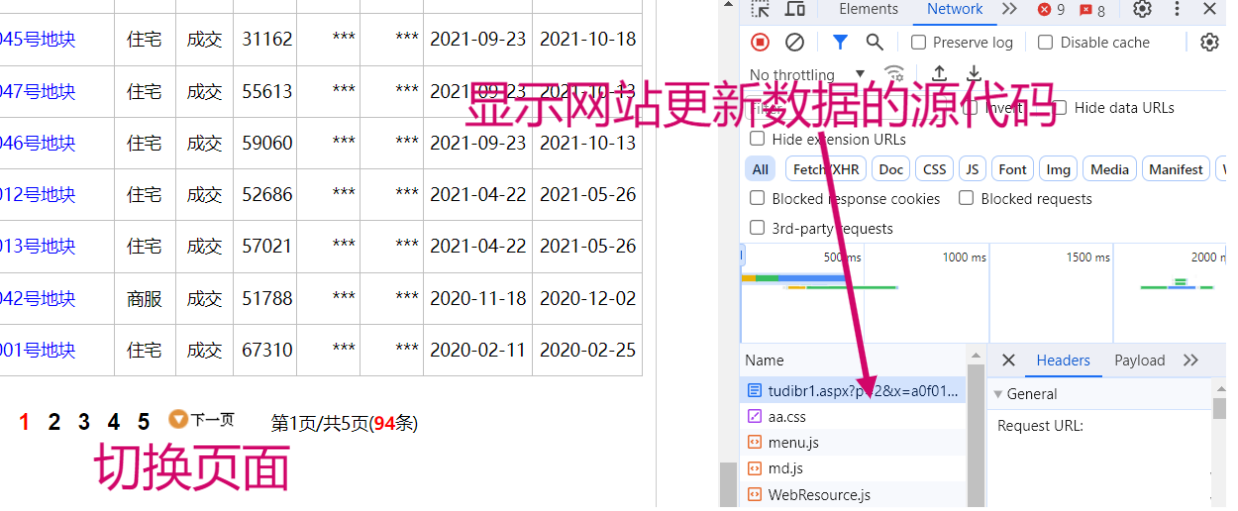 045号地块 住宅 成交 31162 *** *** 2021-09-23 2021-10-18
047号地块 住宅 成交 55613 *** *** 2021-09-23 2021-10-13
046号地块 住宅 成交 59060 *** *** 2021-09-23 2021-10-13
012号地块 住宅 成交 52686 *** *** 2021-04-22 2021-05-26
013号地块 住宅 成交 57021 *** *** 2021-04-22 2021-05-26
042号地块 商服 成交 51788 *** *** 2020-11-18 2020-12-02
001号地块 住宅 成交 67310 *** *** 2020-02-11 2020-02-25
1 2 3 4 5 下一页 第1页/共5页(94条)
切换页面
显示网站更新数据的源代码
Elements Network 9 8
Preserve log Disable cache
No throttling
Invert Hide data URLs
Hide extension URLs
All Fetch/XHR Doc CSS JS Font Img Media Manifest
Blocked response cookies Blocked requests
3rd-party requests
500 ms 1000 ms 1500 ms 2000
Name
tudibr1.aspx?p=2&x=a0f01...
aa.css
menu.js
md.js
WebResource.js
Headers Payload
General
Request URL: